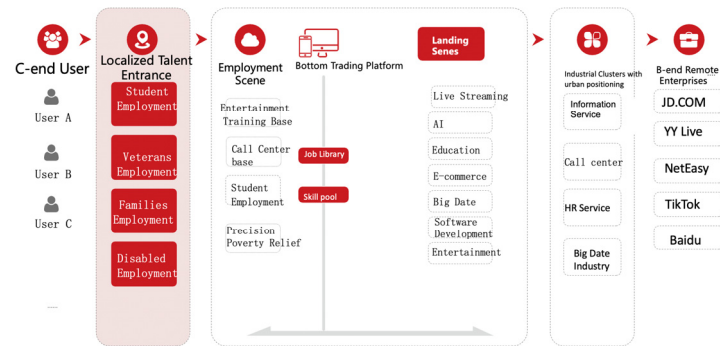 C-end User
User A
User B
User C
Localized Talent
Entrance
Student
Employment
Veterans
Employment
Families
Employment
Disabled
Employment
Employment
Scene
Entertainment
Training Base
Call Center
base
Student
Employment
Precision
Poverty Relief
Bottom Trading Platform
Job Library
Skill pool
Landing
Senes
Live Streaming
AI
Education
E-commerce
Big Date
Software
Development
Entertainment
Industrial Clusters with
urban positioning
Information
Service
Call center
HR Service
Big Date
Industry
B-end Remote
Enterprises
JD.COM
YY Live
NetEasy
TikTok
Baidu